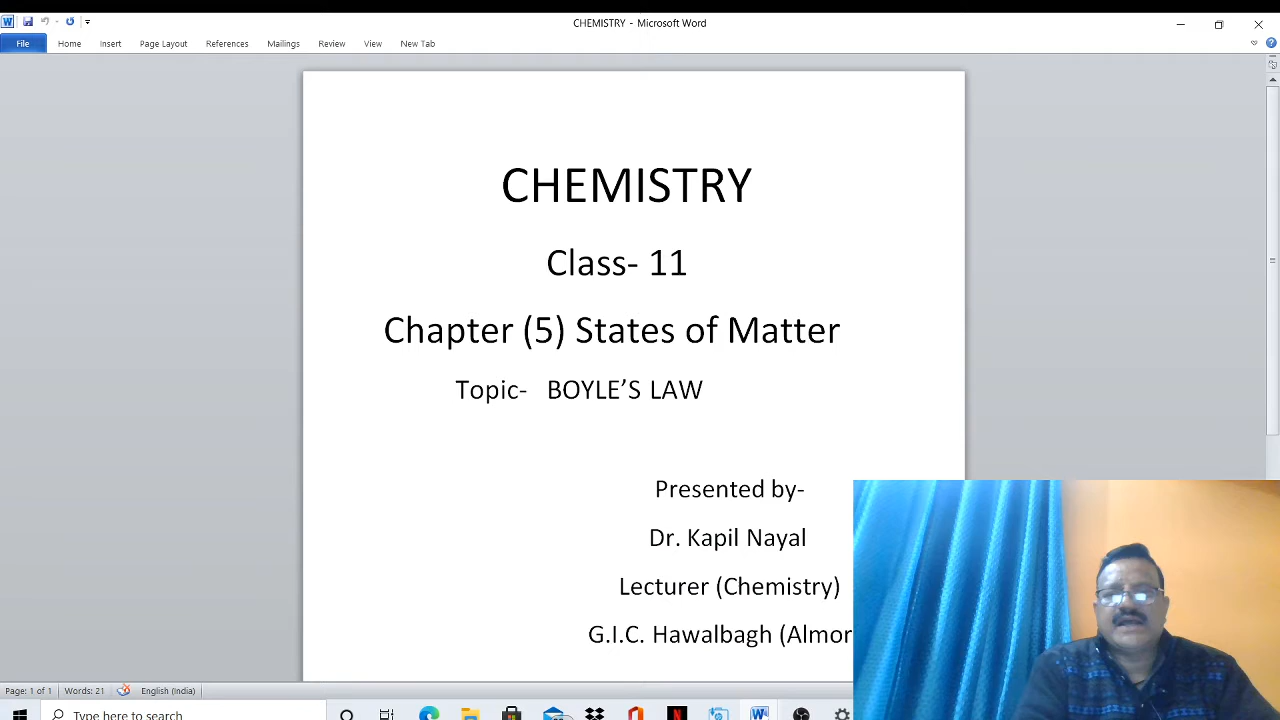 CHEMISTRY - Microsoft Word
File Home Insert Page Layout References Mailings Review View New Tab
CHEMISTRY
Class- 11
Chapter (5) States of Matter
Topic- BOYLE’S LAW
Presented by-
Dr. Kapil Nayal
Lecturer (Chemistry)
G.I.C. Hawalbagh (Almor
Page: 1 of 1 Words: 21 English (India)
Type here to search